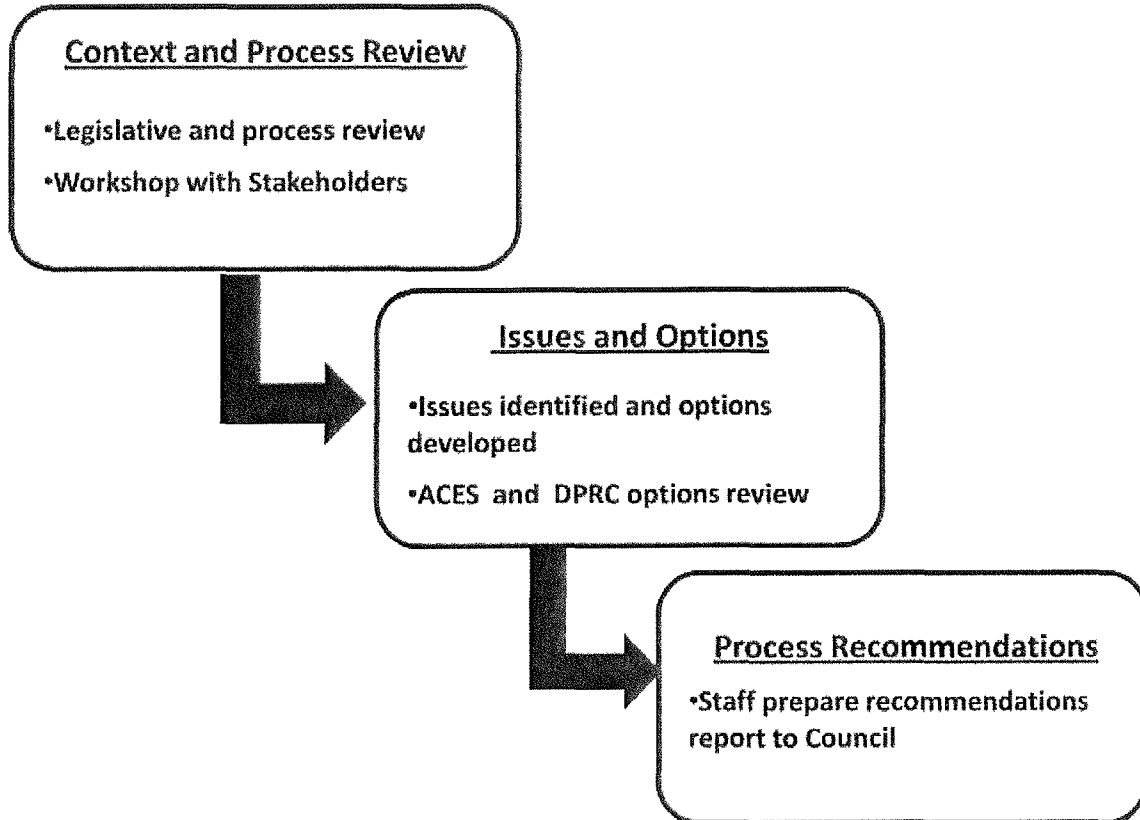 Context and Process Review
•Legislative and process review
•Workshop with Stakeholders
Issues and Options
•Issues identified and options
developed
•ACES and DPRC options review
Process Recommendations
•Staff prepare recommendations
report to Council